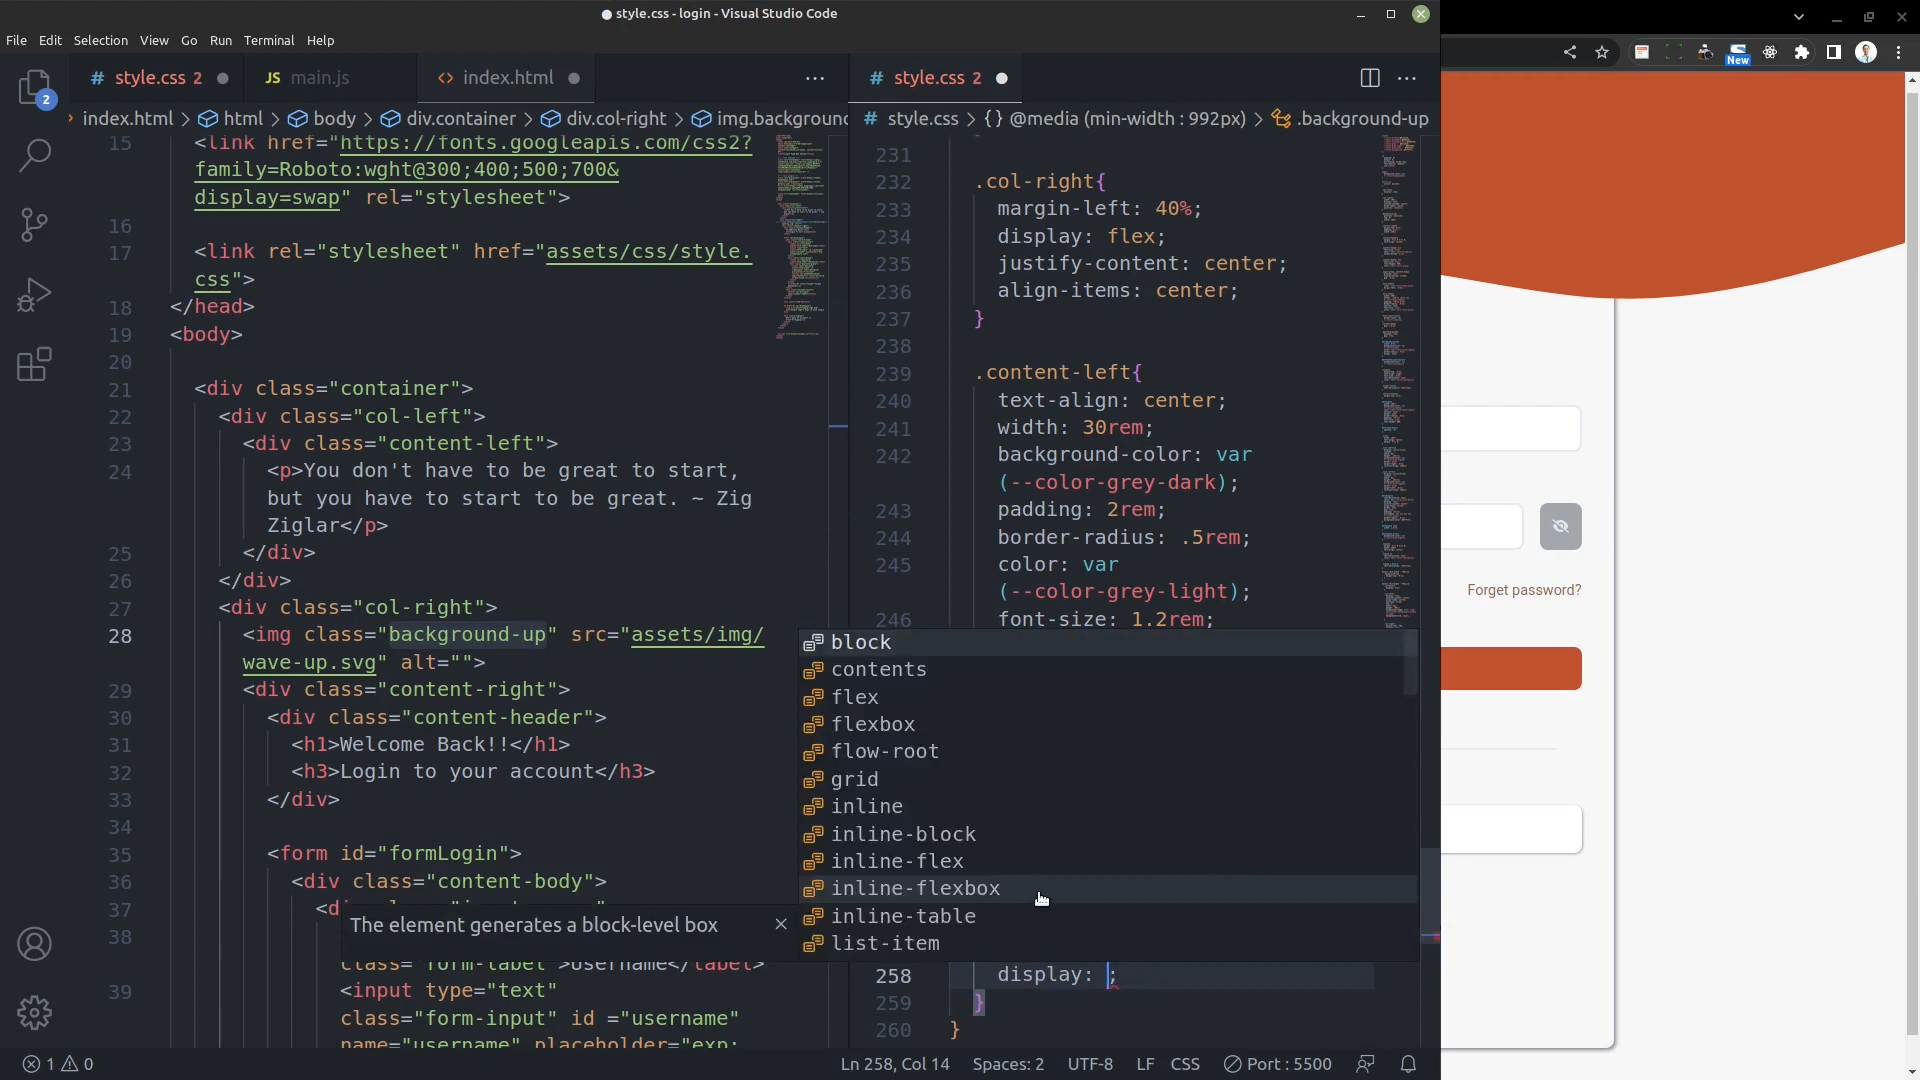 style.css - login - Visual Studio Code
File Edit Selection View Go Run Terminal Help
New
# style.css 2
JS main.js
<> index.html
# style.css 2
2
index.html > html > body > div.container > div.col-right > img.background
# style.css > {} @media (min-width : 992px) > .background-up
15 <link href="https://fonts.googleapis.com/css2?
family=Roboto:wght@300;400;500;700&
display=swap" rel="stylesheet">
16
17 <link rel="stylesheet" href="assets/css/style.
css">
18 </head>
19 <body>
20
21 <div class="container">
22 <div class="col-left">
23 <div class="content-left">
24 <p>You don't have to be great to start,
but you have to start to be great. ~ Zig
Ziglar</p>
25 </div>
26 </div>
27 <div class="col-right">
28 <img class="background-up" src="assets/img/
wave-up.svg" alt="">
29 <div class="content-right">
30 <div class="content-header">
31 <h1>Welcome Back!!</h1>
32 <h3>Login to your account</h3>
33 </div>
34
35 <form id="formLogin">
36 <div class="content-body">
37 <d
38
class="form-label">Username</label>
39 <input type="text"
class="form-input" id ="username"
name="username" placeholder="exp:
The element generates a block-level box
231
232 .col-right{
233 margin-left: 40%;
234 display: flex;
235 justify-content: center;
236 align-items: center;
237 }
238
239 .content-left{
240 text-align: center;
241 width: 30rem;
242 background-color: var
(--color-grey-dark);
243 padding: 2rem;
244 border-radius: .5rem;
245 color: var
(--color-grey-light);
246 font-size: 1.2rem;
block
contents
flex
flexbox
flow-root
grid
inline
inline-block
inline-flex
inline-flexbox
inline-table
list-item
258 display: ;
259 }
260 }
Forget password?
1 0
Ln 258, Col 14 Spaces: 2 UTF-8 LF CSS Port : 5500